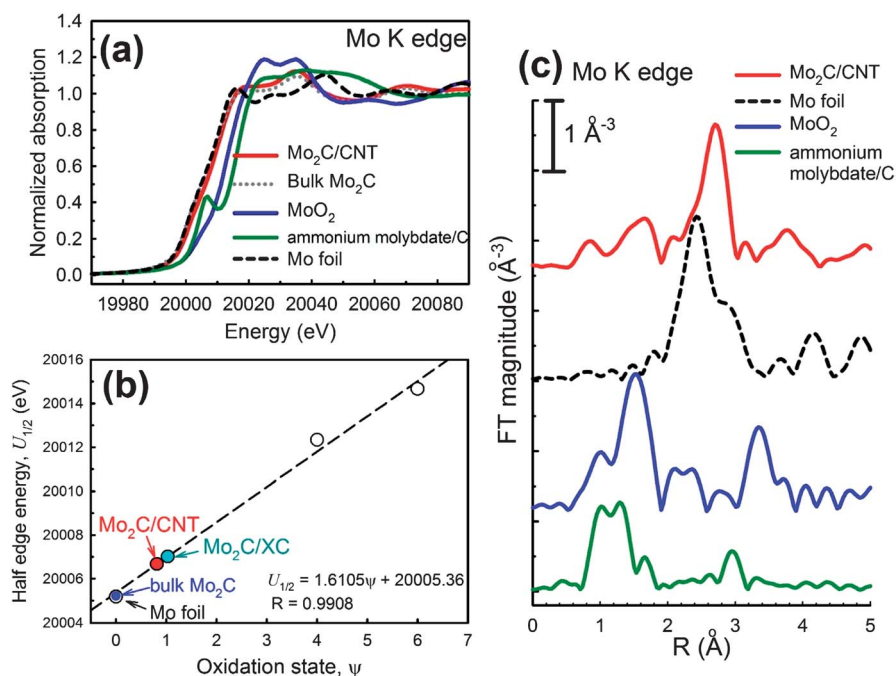 (a)
Mo K edge
Normalized absorption
1.4
1.2
1.0
0.8
0.6
0.4
0.2
0.0
Mo₂C/CNT
Bulk Mo₂C
MoO₂
ammonium molybdate/C
Mo foil
19980 20000 20020 20040 20060 20080
Energy (eV)
(b)
Half edge energy, U1/2 (eV)
20016
20014
20012
20010
20008
20006
20004
Mo₂C/CNT
Mo₂C/XC
bulk Mo₂C
Mo foil
U1/2 = 1.6105ψ + 20005.36
R = 0.9908
0 1 2 3 4 5 6 7
Oxidation state, ψ
(c)
Mo K edge
Mo₂C/CNT
Mo foil
MoO₂
ammonium
molybdate/C
1 Å⁻³
FT magnitude (Å⁻³)
0 1 2 3 4 5
R (Å)